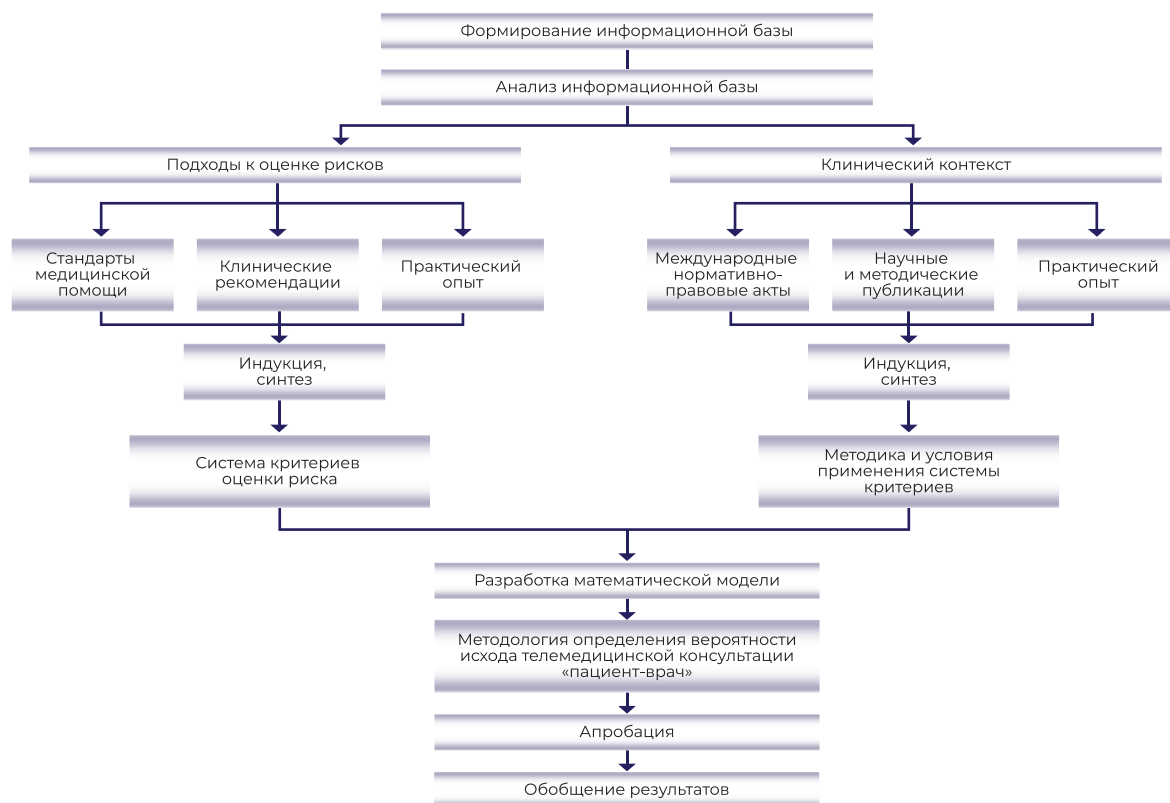 Формирование информационной базы
Анализ информационной базы
Подходы к оценке рисков
Клинический контекст
Стандарты
медицинской
помощи
Клинические
рекомендации
Практический
опыт
Международные
нормативно-
правовые акты
Научные
и методические
публикации
Практический
опыт
Индукция,
синтез
Индукция,
синтез
Система критериев
оценки риска
Методика и условия
применения системы
критериев
Разработка математической модели
Методология определения вероятности
исхода телемедицинской консультации
«пациент-врач»
Апробация
Обобщение результатов